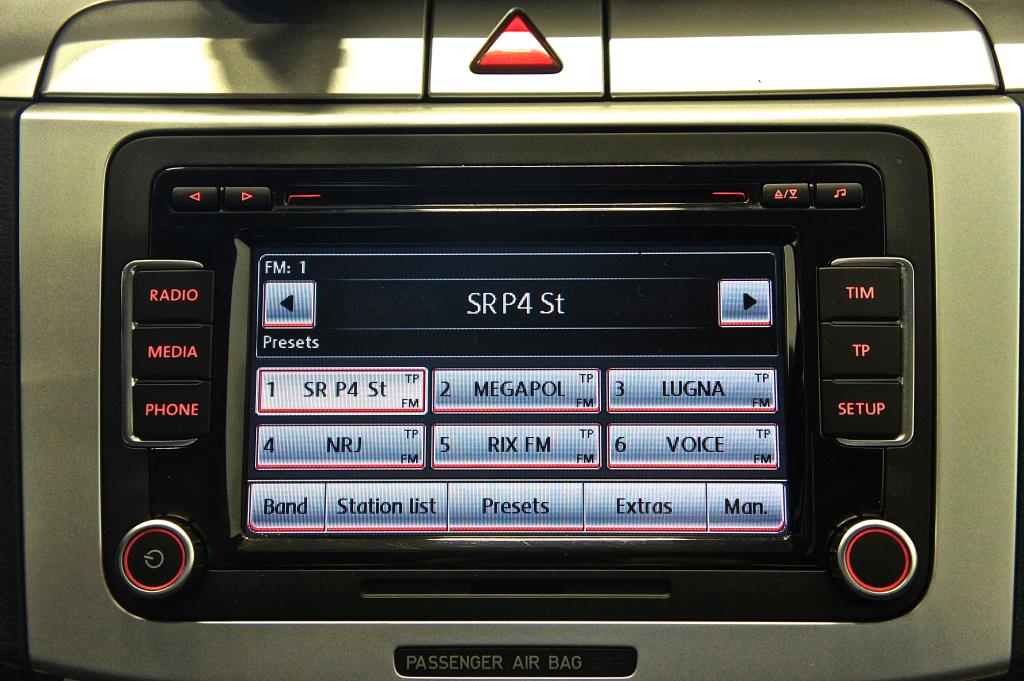 RADIO
MEDIA
PHONE
FM: 1
SR P4 St
Presets
1 SR P4 St TP FM
2 MEGAPOL TP FM
3 LUGNA TP FM
4 NRJ TP FM
5 RIX FM TP FM
6 VOICE TP FM
Band Station list Presets Extras Man.
TIM
TP
SETUP
PASSENGER AIR BAG OFF